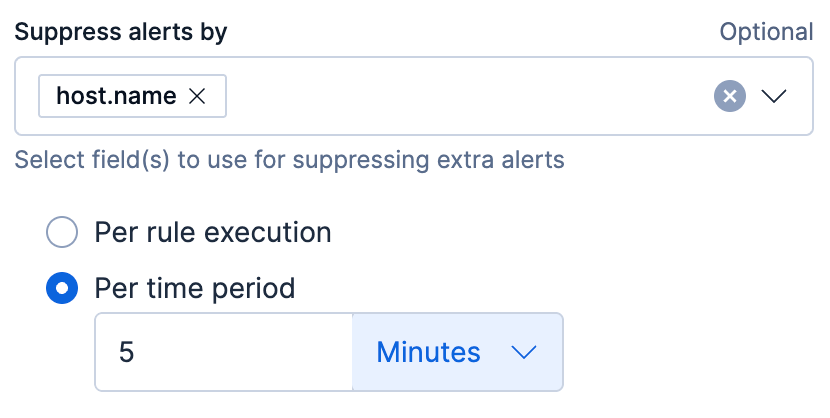 Suppress alerts by Optional
host.name
Select field(s) to use for suppressing extra alerts
Per rule execution
Per time period
5 Minutes